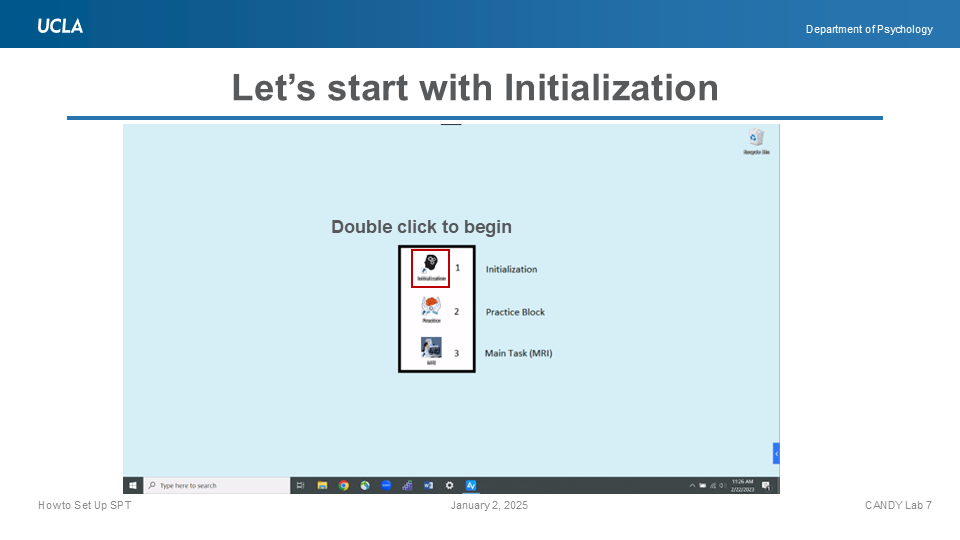 UCLA
Department of Psychology
Let's start with Initialization
Recycle Bin
Double click to begin
Initialization
1
Initialization
Practice
2
Practice Block
MRI
3
Main Task (MRI)
Type here to search
11:26 AM
2/22/2023
Howto Set Up SPT
January 2, 2025
CANDY Lab 7